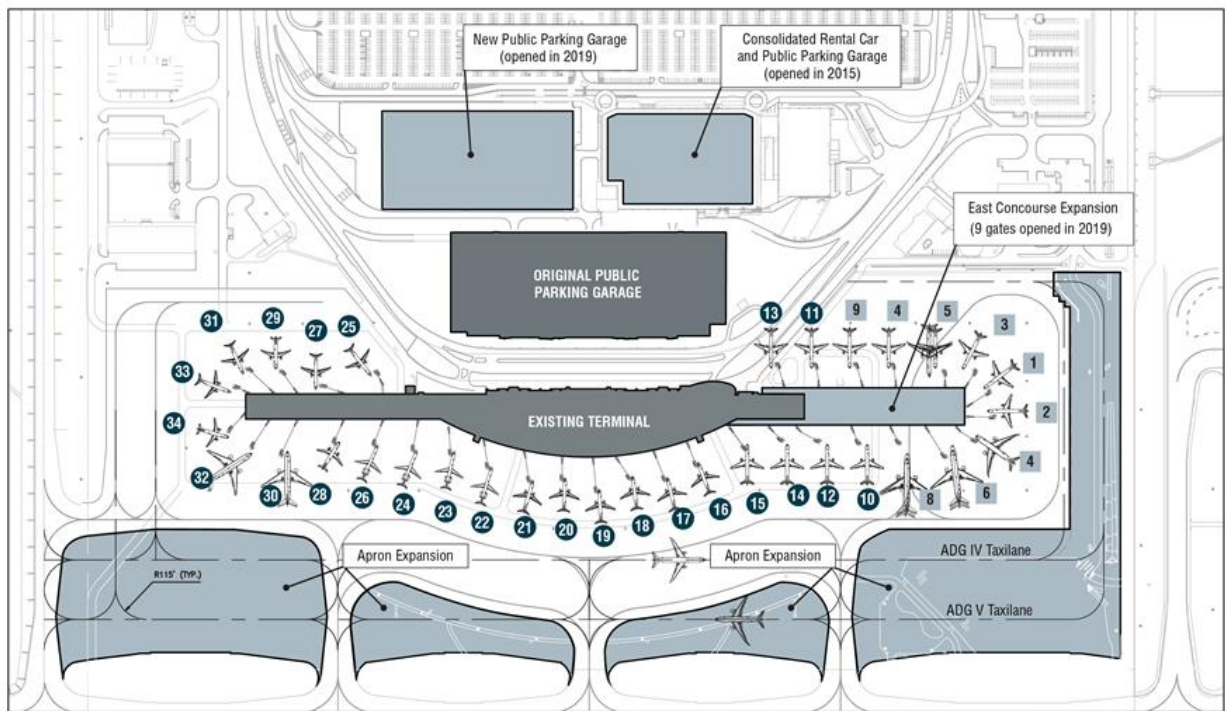 New Public Parking Garage
(opened in 2019)
Consolidated Rental Car
and Public Parking Garage
(opened in 2015)
East Concourse Expansion
(9 gates opened in 2019)
ORIGINAL PUBLIC
PARKING GARAGE
31
29
27
25
13
11
9
4
5
3
33
1
34
EXISTING TERMINAL
2
32
30
28
26
24
23
22
21
20
19
18
17
16
15
14
12
10
8
6
4
Apron Expansion
Apron Expansion
ADG IV Taxilane
R115' (TYP.)
ADG V Taxilane